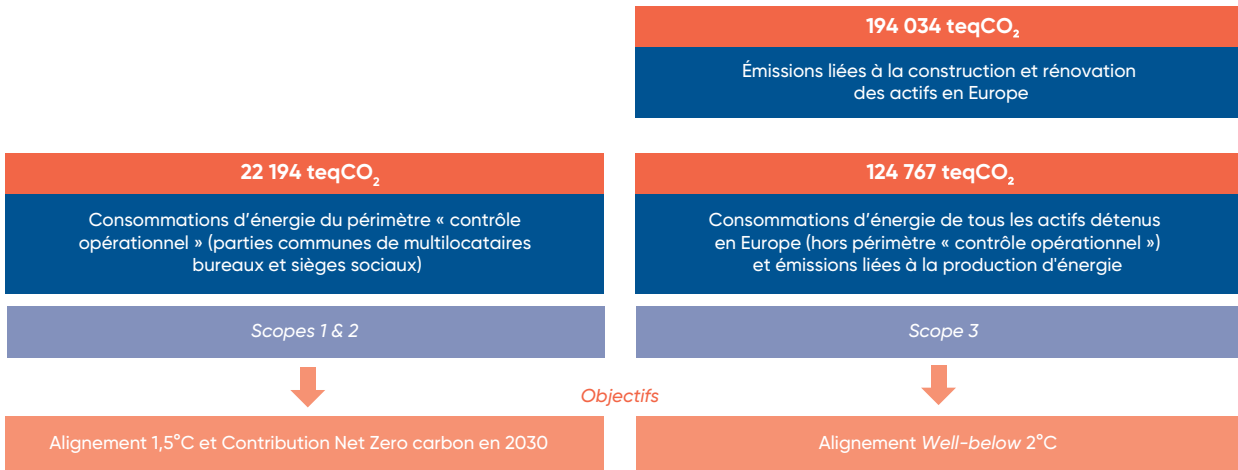 194 034 teqCO₂
Émissions liées à la construction et rénovation
des actifs en Europe
22 194 teqCO₂
Consommations d’énergie du périmètre « contrôle
opérationnel » (parties communes de multilocataires
bureaux et sièges sociaux)
124 767 teqCO₂
Consommations d’énergie de tous les actifs détenus
en Europe (hors périmètre « contrôle opérationnel »)
et émissions liées à la production d'énergie
Scopes 1 & 2
Scope 3
Objectifs
Alignement 1,5°C et Contribution Net Zero carbon en 2030
Alignement Well-below 2°C